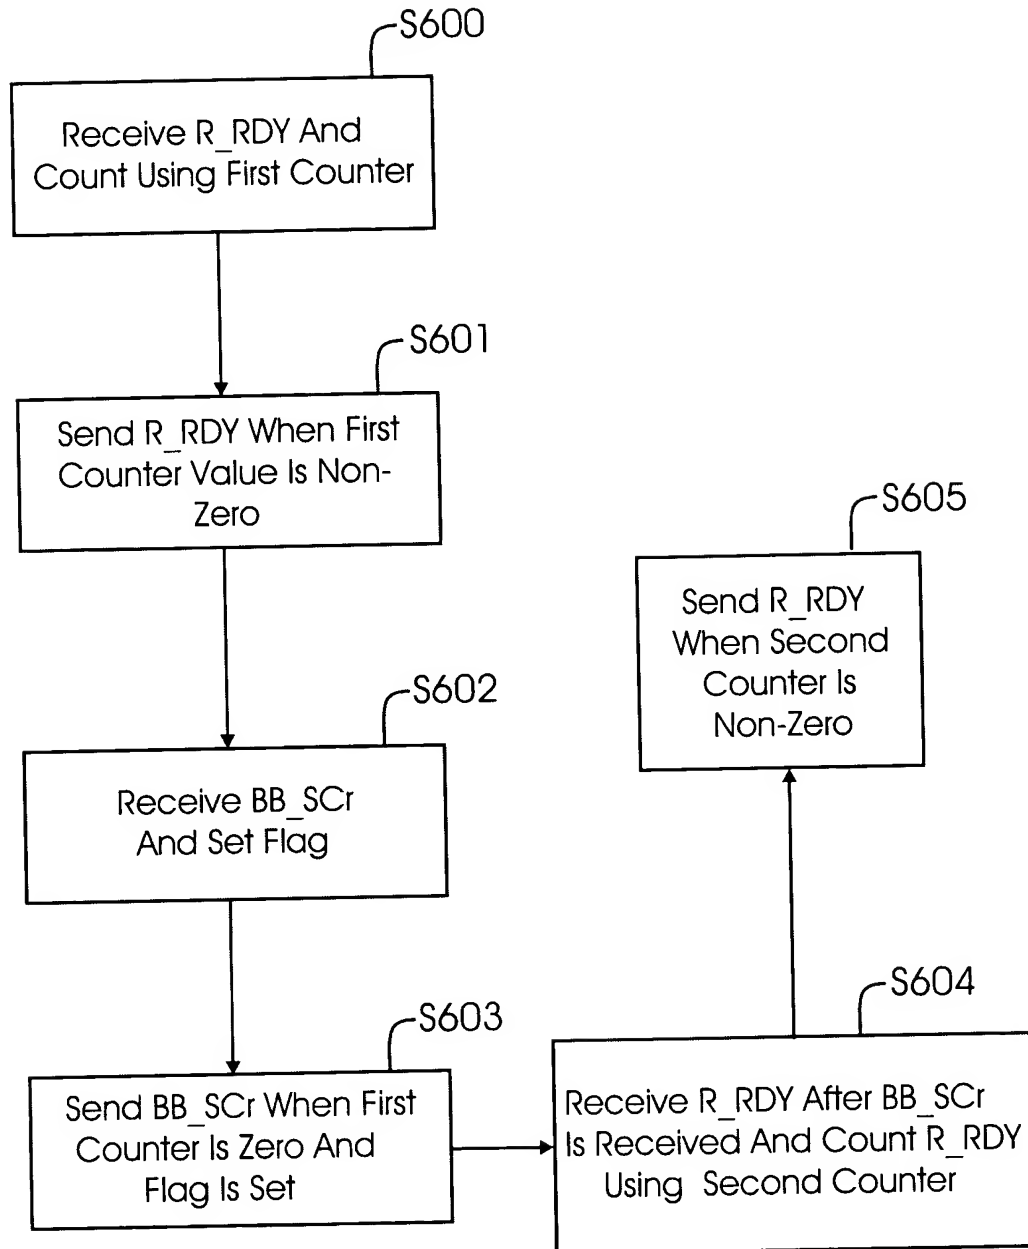 S600
Receive R_RDY And
Count Using First Counter
S601
Send R_RDY When First
Counter Value Is Non-
Zero
S602
Receive BB_SCr
And Set Flag
S603
Send BB_SCr When First
Counter Is Zero And
Flag Is Set
S604
Receive R_RDY After BB_SCr
Is Received And Count R_RDY
Using Second Counter
S605
Send R_RDY
When Second
Counter Is
Non-Zero